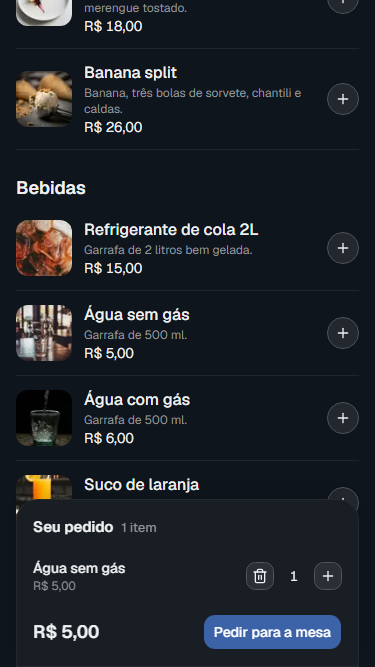 merengue tostado.
R$ 18,00
Banana split
Banana, três bolas de sorvete, chantili e
caldas.
R$ 26,00
Bebidas
Refrigerante de cola 2L
Garrafa de 2 litros bem gelada.
R$ 15,00
Água sem gás
Garrafa de 500 ml.
R$ 5,00
Água com gás
Garrafa de 500 ml.
R$ 6,00
Suco de laranja
Seu pedido 1 item
Água sem gás
R$ 5,00
1
R$ 5,00
Pedir para a mesa